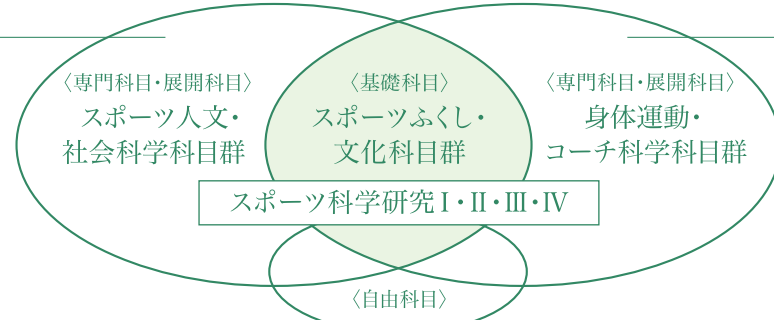 〈専門科目・展開科目〉
スポーツ人文・
社会科学科目群
〈基礎科目〉
スポーツふくし・
文化科目群
〈専門科目・展開科目〉
身体運動・
コーチ科学科目群
スポーツ科学研究Ⅰ・Ⅱ・Ⅲ・Ⅳ
〈自由科目〉